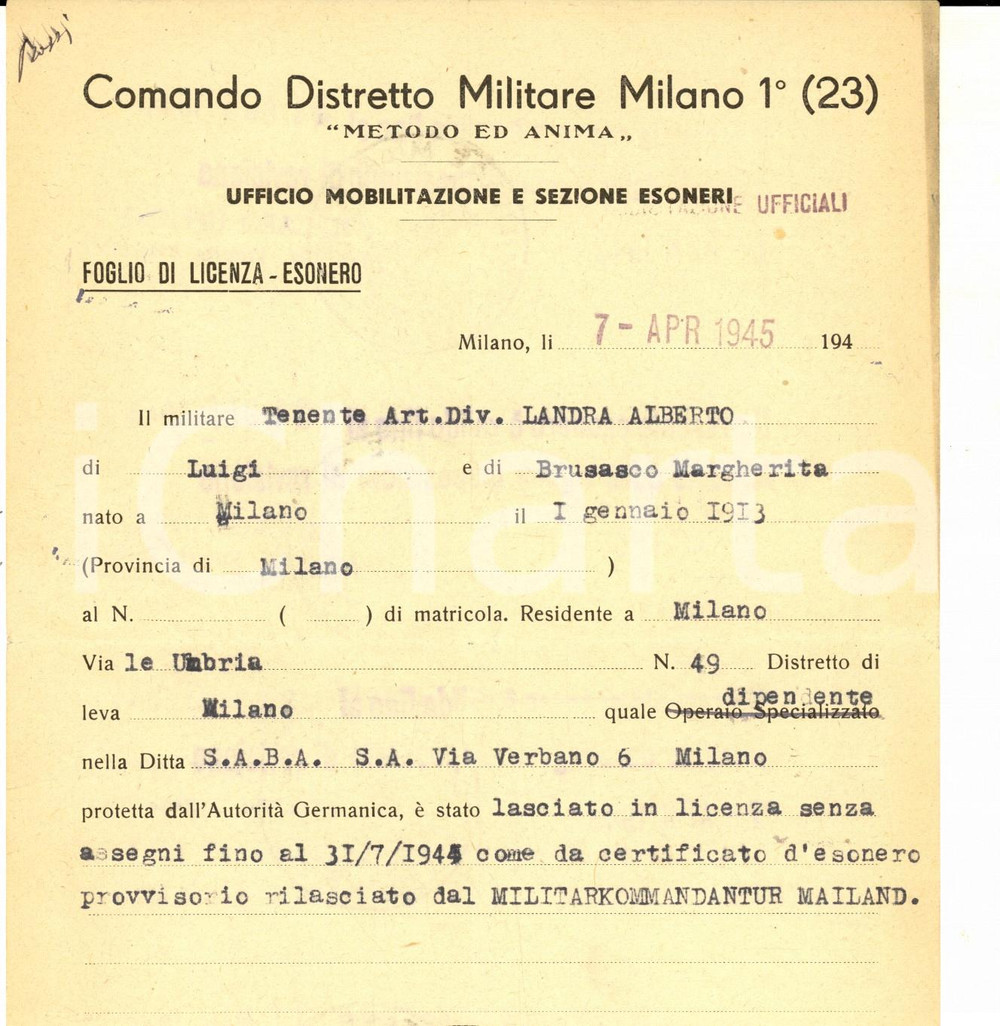 Rossi
Comando Distretto Militare Milano 1° (23)
"METODO ED ANIMA„
UFFICIO MOBILITAZIONE E SEZIONE ESONERI
UFFICIALI
FOGLIO DI LICENZA - ESONERO
Milano, li 7 - APR 1945 194
Il militare Tenente Art.Div. LANDRA ALBERTO
di Luigi e di Brusasco Margherita
nato a Milano il I gennaio I9I3
(Provincia di Milano )
al N. ( ) di matricola. Residente a Milano
Via le Umbria N. 49 Distretto di
leva Milano quale Operaio Specializzato dipendente
nella Ditta S.A.B.A. S.A. Via Verbano 6 Milano
protetta dall'Autorità Germanica, è stato lasciato in licenza senza
assegni fino al 3I/7/I945 come da certificato d'esonero
provvisorio rilasciato dal MILITARKOMMANDANTUR MAILAND.
iCharta